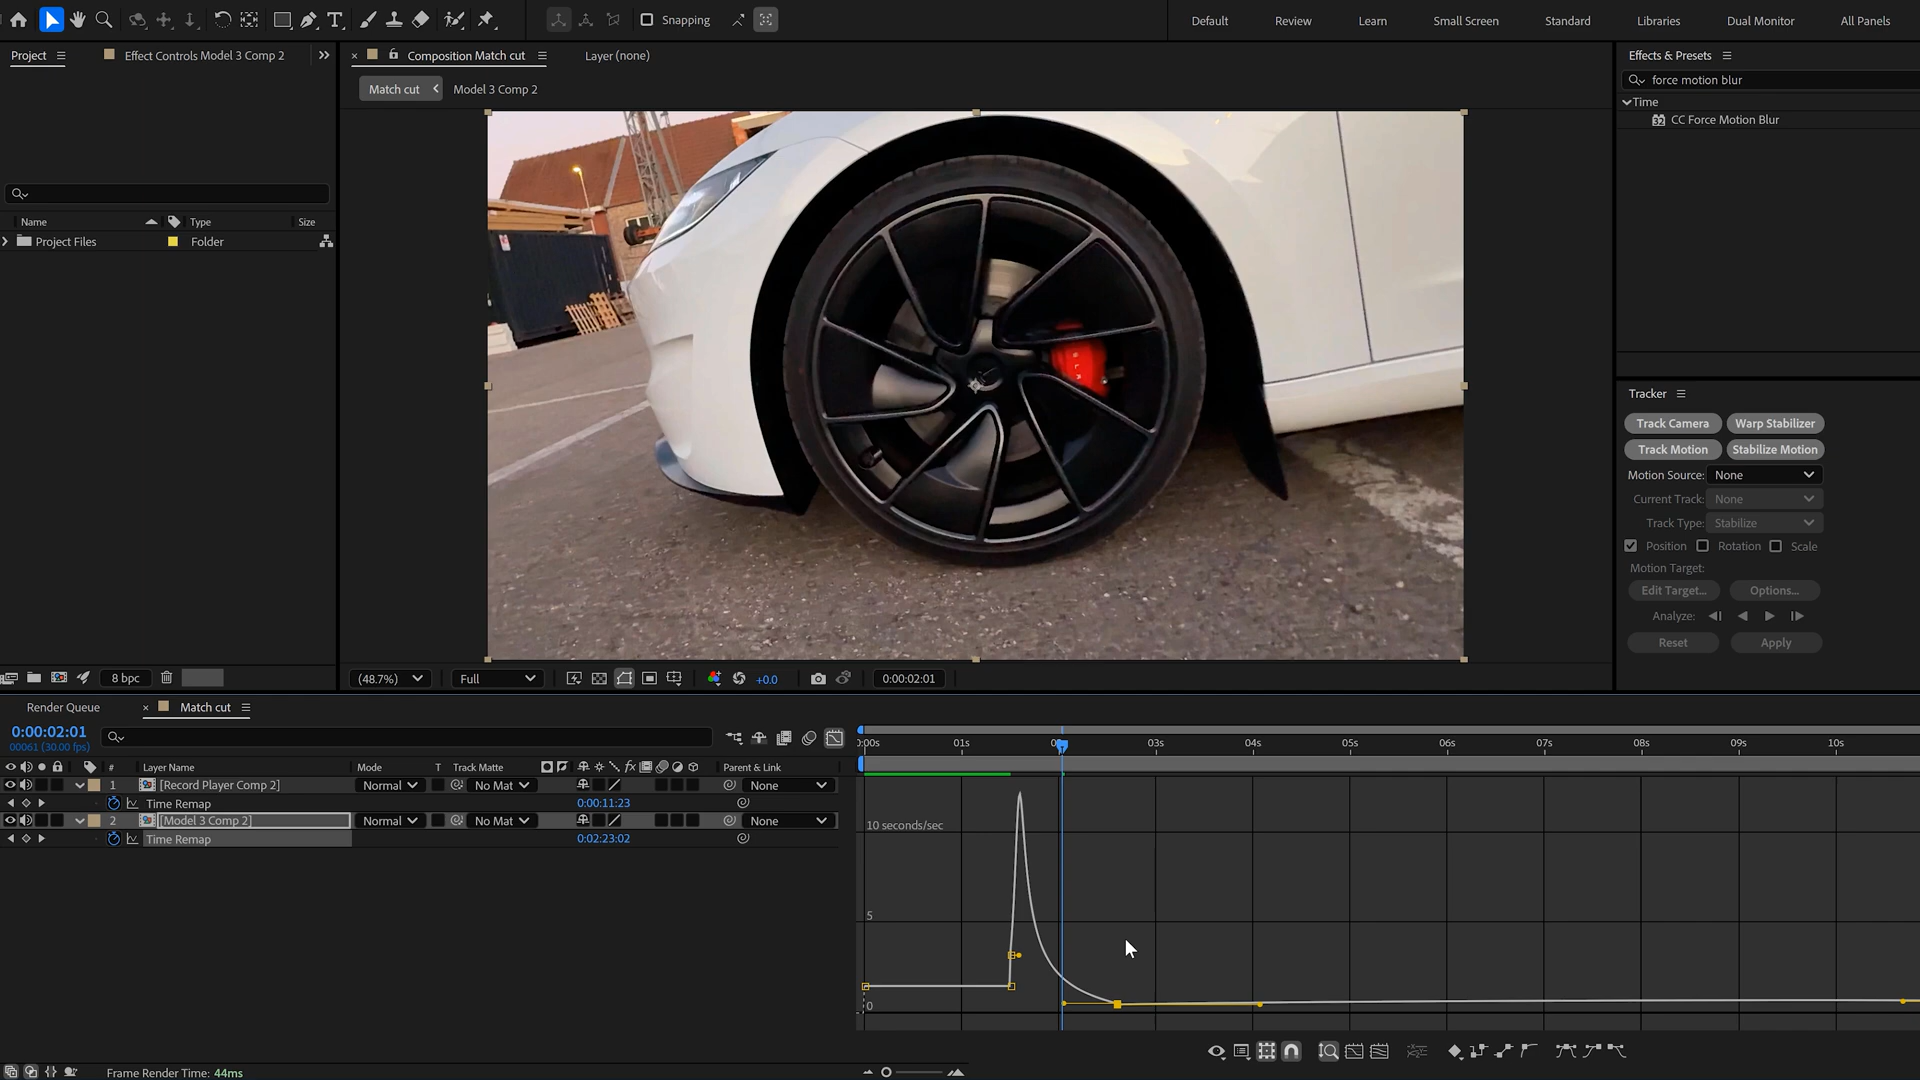 Snapping
Default
Review
Learn
Small Screen
Standard
Libraries
Dual Monitor
All Panels
Project
Effect Controls Model 3 Comp 2
Composition Match cut
Layer (none)
Effects & Presets
Match cut
Model 3 Comp 2
force motion blur
Time
32
CC Force Motion Blur
Name
Type
Size
Project Files
Folder
Tracker
Track Camera
Warp Stabilizer
Track Motion
Stabilize Motion
Motion Source: None
Current Track: None
Track Type: Stabilize
Position
Rotation
Scale
Motion Target:
Edit Target...
Options...
Analyze:
Reset
Apply
8 bpc
(48.7%)
Full
+0.0
0:00:02:01
Render Queue
Match cut
0:00:02:01
00061 (30.00 fps)
# Layer Name Mode T Track Matte fx Parent & Link
1 [Record Player Comp 2] Normal No Mat None
Time Remap 0:00:11:23
2 [Model 3 Comp 2] Normal No Mat None
Time Remap 0:02:23:02
01s
03s
04s
05s
06s
07s
08s
09s
10s
10 seconds/sec
5
0
Frame Render Time: 44ms